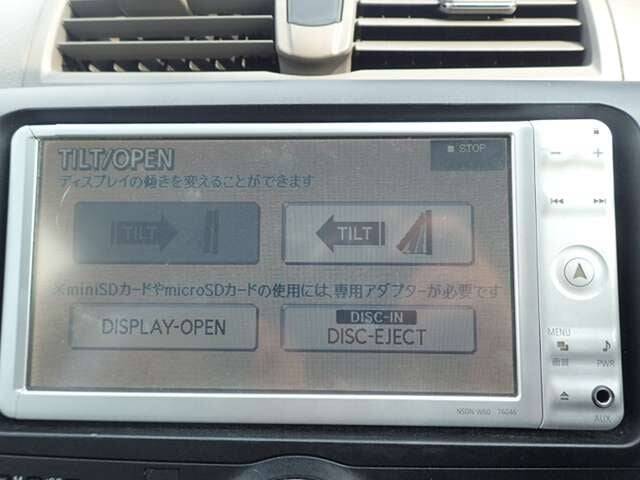 TILT/OPEN
■ STOP
ディスプレイの傾きを変えることができます
TILT
TILT
※miniSDカードやmicroSDカードの使用には、専用アダプターが必要です
DISPLAY-OPEN
DISC-IN
DISC-EJECT
MENU
画面
PWR
AUX
NSDN-W60